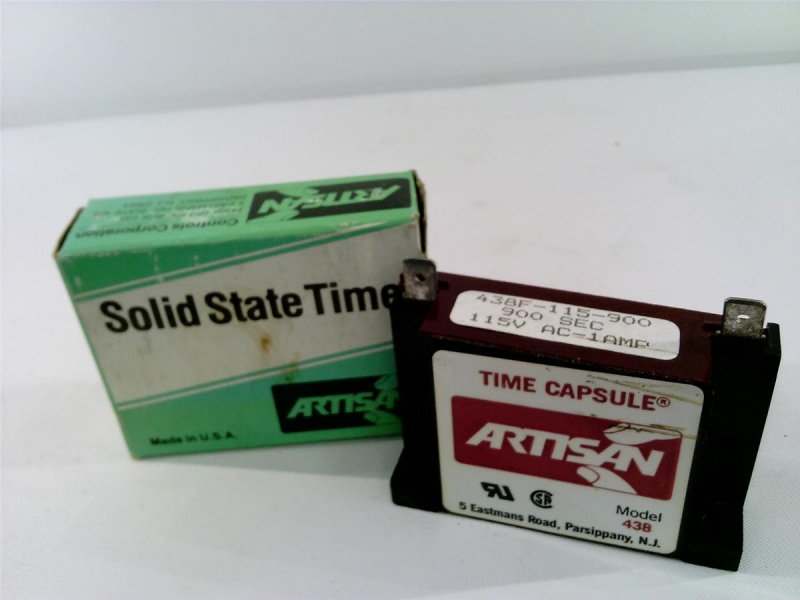 ARTISAN
Controls Corporation
Solid State Time
ARTISAN
Made in U.S.A.
438F-115-900
900 SEC
115V AC-1AMP
TIME CAPSULE®
ARTISAN
Model
438
5 Eastmans Road, Parsippany, N.J.